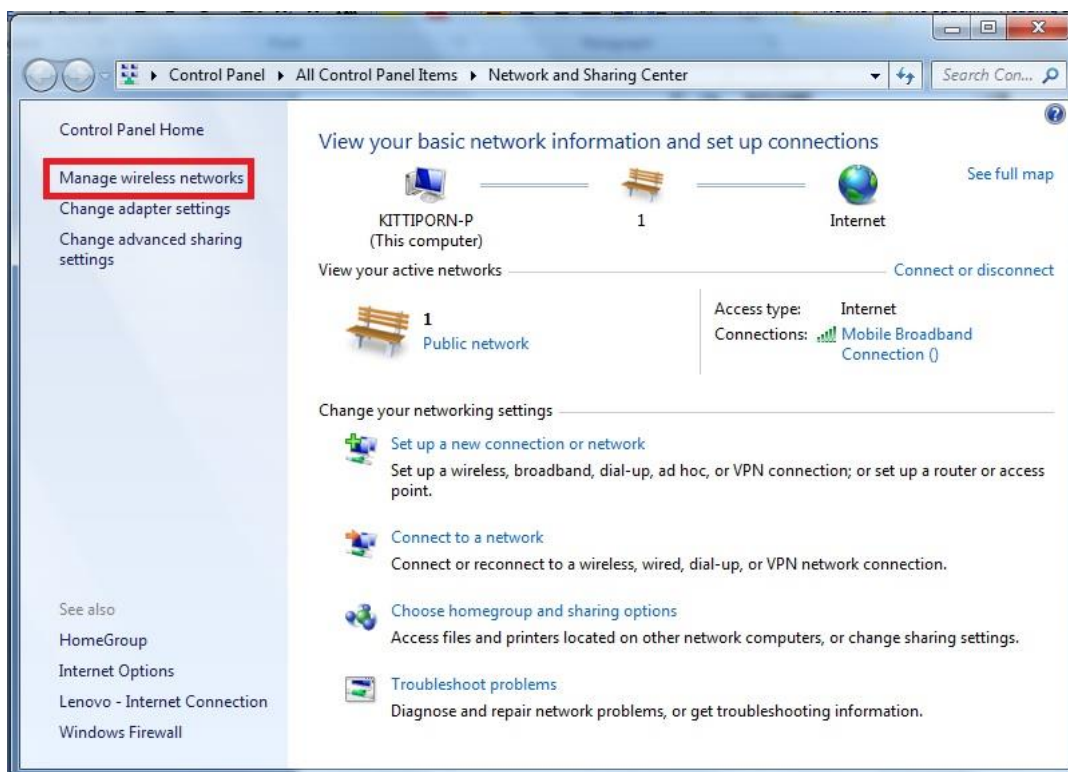 Control Panel ▸ All Control Panel Items ▸ Network and Sharing Center
Search Con...
Control Panel Home
Manage wireless networks
Change adapter settings
Change advanced sharing
settings
See also
HomeGroup
Internet Options
Lenovo - Internet Connection
Windows Firewall
View your basic network information and set up connections
See full map
KITTIPORN-P
(This computer)
1
Internet
View your active networks
Connect or disconnect
1
Public network
Access type: Internet
Connections: Mobile Broadband
Connection ()
Change your networking settings
Set up a new connection or network
Set up a wireless, broadband, dial-up, ad hoc, or VPN connection; or set up a router or access
point.
Connect to a network
Connect or reconnect to a wireless, wired, dial-up, or VPN network connection.
Choose homegroup and sharing options
Access files and printers located on other network computers, or change sharing settings.
Troubleshoot problems
Diagnose and repair network problems, or get troubleshooting information.